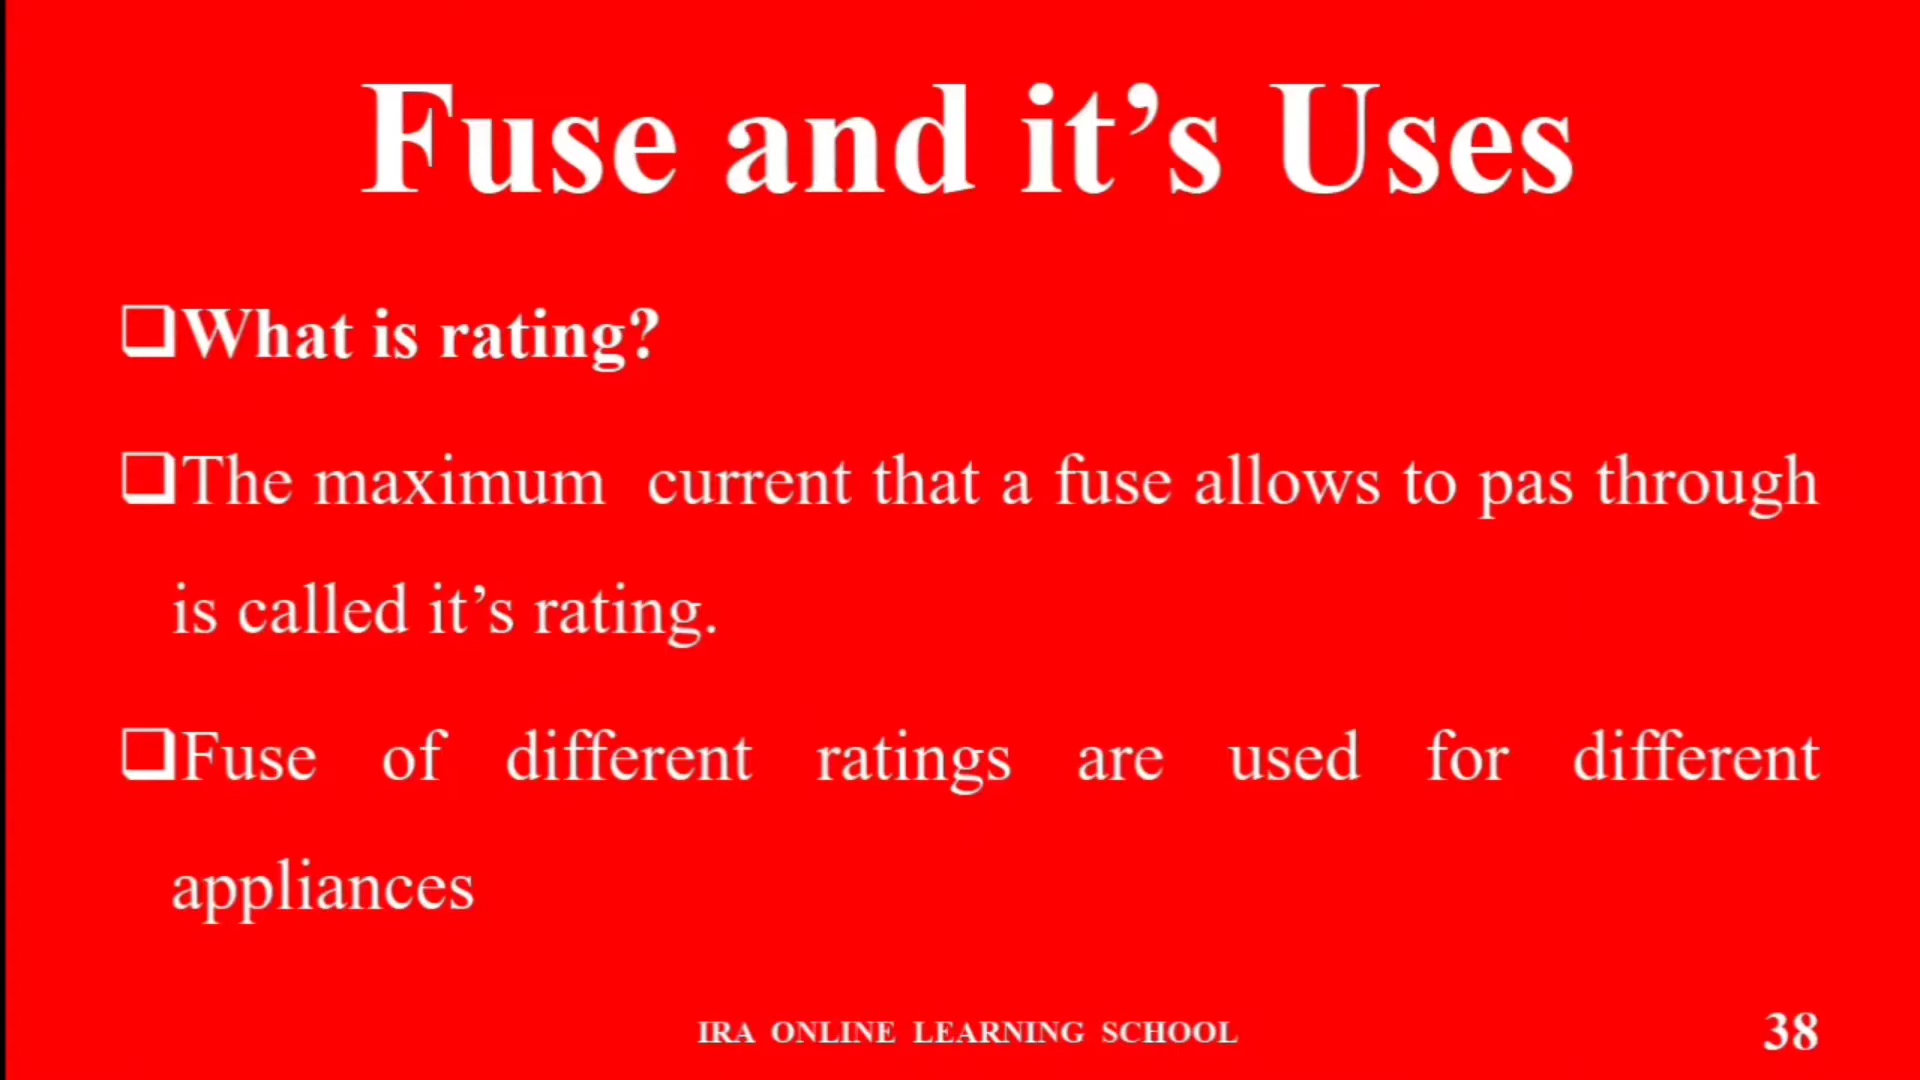 Fuse and it’s Uses
❑What is rating?
❑The maximum current that a fuse allows to pas through
is called it’s rating.
❑Fuse of different ratings are used for different
appliances
IRA ONLINE LEARNING SCHOOL
38